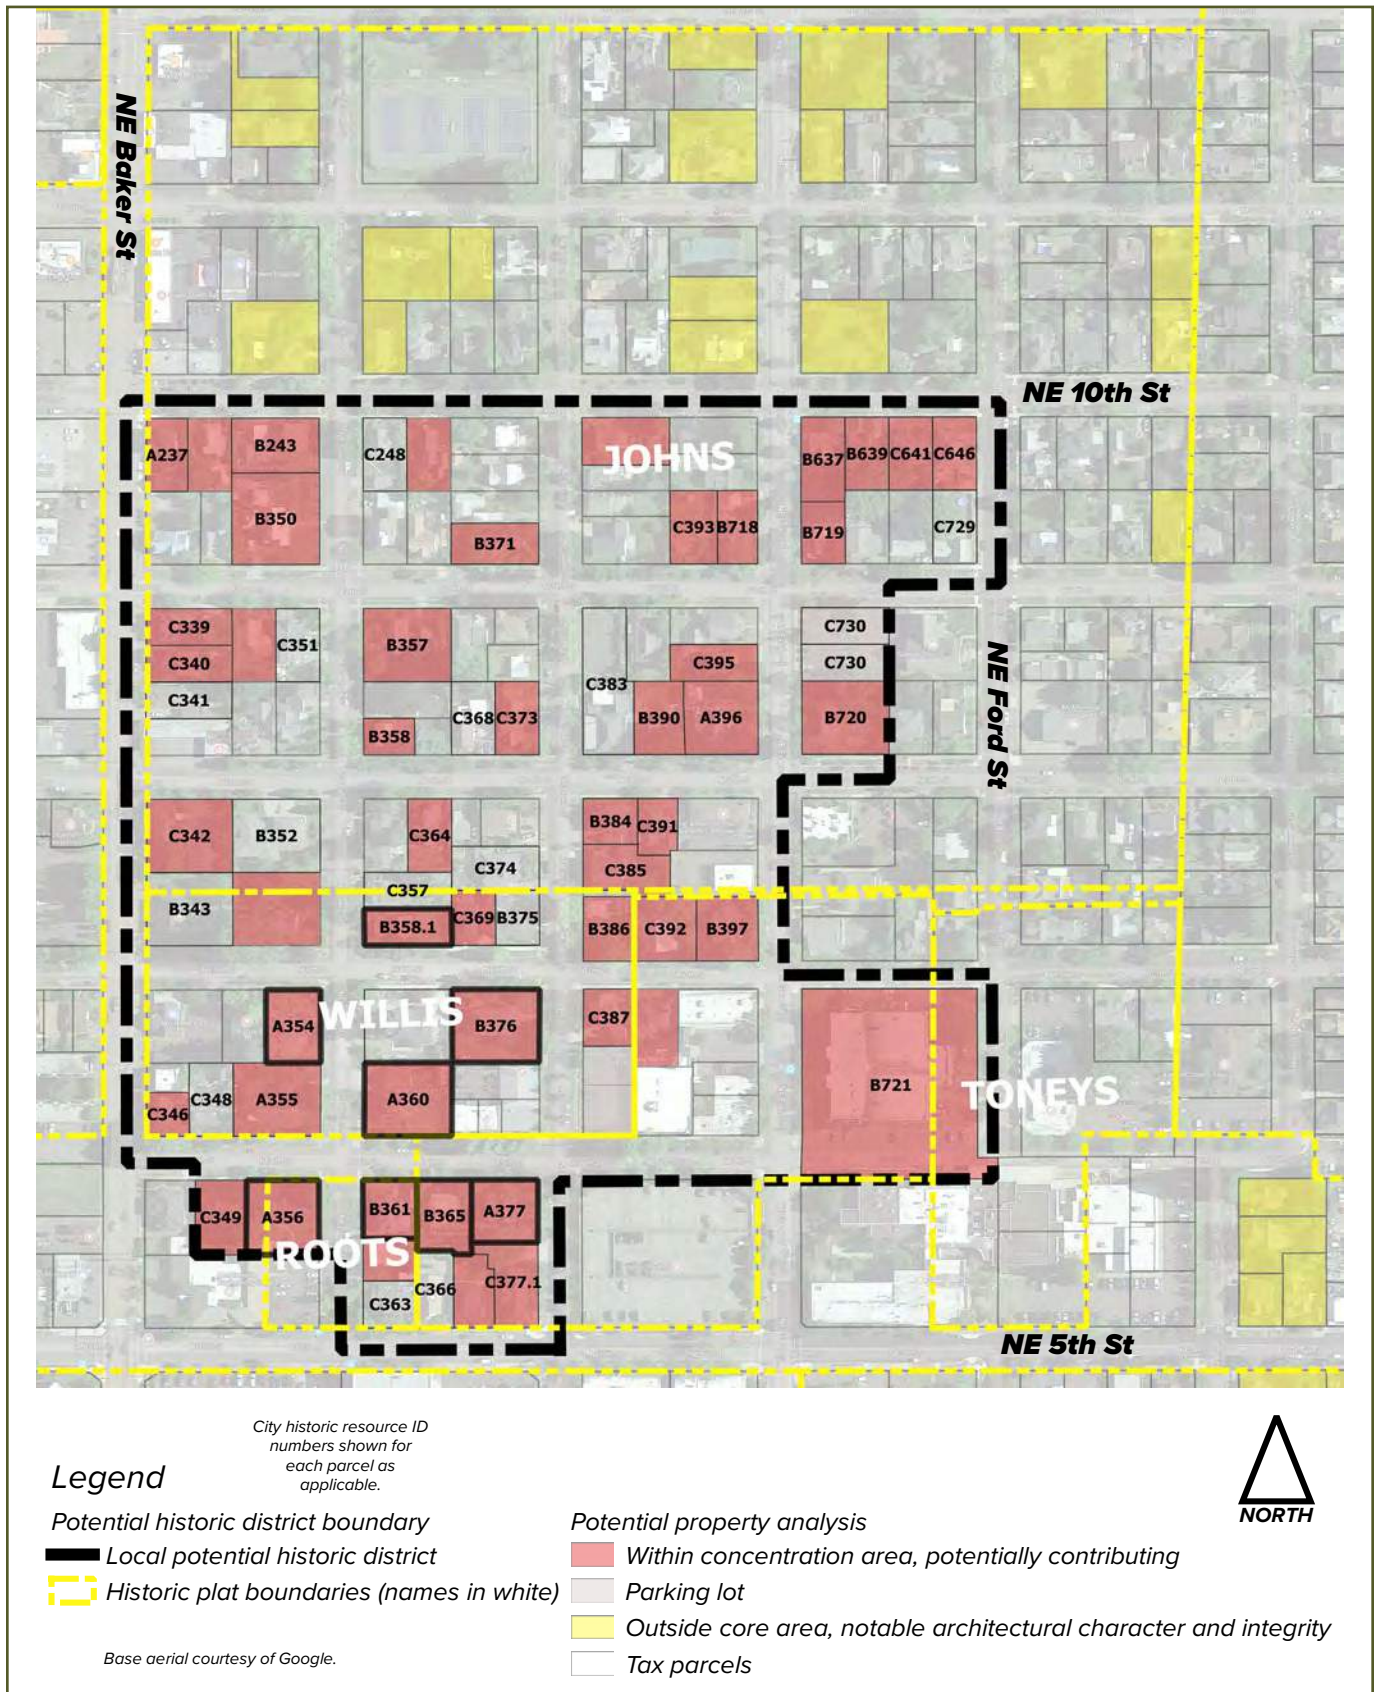 NE Baker St
NE 10th St
JOHNS
A237
B243
C248
B350
B371
C393
B718
B637
B639
C641
C646
B719
C729
C339
C340
C341
C351
B357
B358
C368
C373
C383
C395
B390
A396
C730
C730
B720
NE Ford St
C342
B352
C364
C374
B384
C391
C385
B343
C357
B358.1
C369
B375
B386
C392
B397
A354
WILLIS
B376
C387
B721
TONEYS
C346
C348
A355
A360
C349
A356
ROOTS
B361
B365
A377
C363
C366
C377.1
NE 5th St
City historic resource ID
numbers shown for
each parcel as
applicable.
Legend
Potential historic district boundary
Local potential historic district
Historic plat boundaries (names in white)
Base aerial courtesy of Google.
Potential property analysis
Within concentration area, potentially contributing
Parking lot
Outside core area, notable architectural character and integrity
Tax parcels
NORTH